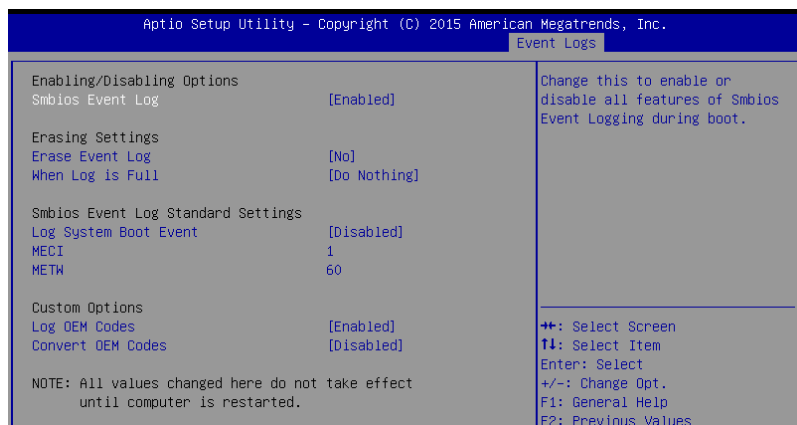 Aptio Setup Utility – Copyright (C) 2015 American Megatrends, Inc.
Event Logs
Enabling/Disabling Options
Smbios Event Log [Enabled]
Erasing Settings
Erase Event Log [No]
When Log is Full [Do Nothing]
Smbios Event Log Standard Settings
Log System Boot Event [Disabled]
MECI 1
METW 60
Custom Options
Log OEM Codes [Enabled]
Convert OEM Codes [Disabled]
NOTE: All values changed here do not take effect
until computer is restarted.
Change this to enable or
disable all features of Smbios
Event Logging during boot.
→←: Select Screen
↑↓: Select Item
Enter: Select
+/-: Change Opt.
F1: General Help
F2: Previous Values